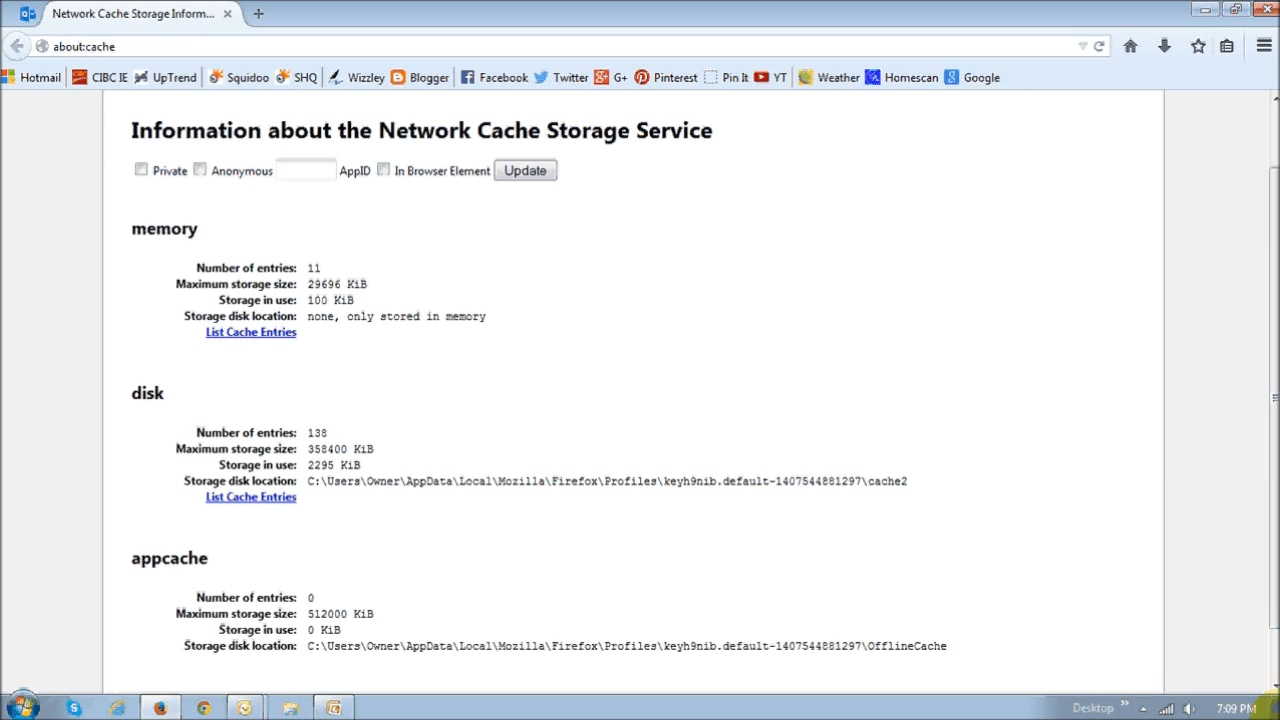 Network Cache Storage Inform...
about:cache
Hotmail CIBC IE UpTrend Squidoo SHQ Wizzley Blogger Facebook Twitter G+ Pinterest Pin It YT Weather Homescan Google
Information about the Network Cache Storage Service
Private Anonymous AppID In Browser Element Update
memory
Number of entries: 11
Maximum storage size: 29696 KiB
Storage in use: 100 KiB
Storage disk location: none, only stored in memory
List Cache Entries
disk
Number of entries: 138
Maximum storage size: 358400 KiB
Storage in use: 2295 KiB
Storage disk location: C:\Users\Owner\AppData\Local\Mozilla\Firefox\Profiles\keyh9nib.default-1407544881297\cache2
List Cache Entries
appcache
Number of entries: 0
Maximum storage size: 512000 KiB
Storage in use: 0 KiB
Storage disk location: C:\Users\Owner\AppData\Local\Mozilla\Firefox\Profiles\keyh9nib.default-1407544881297\OfflineCache
Desktop 7:09 PM